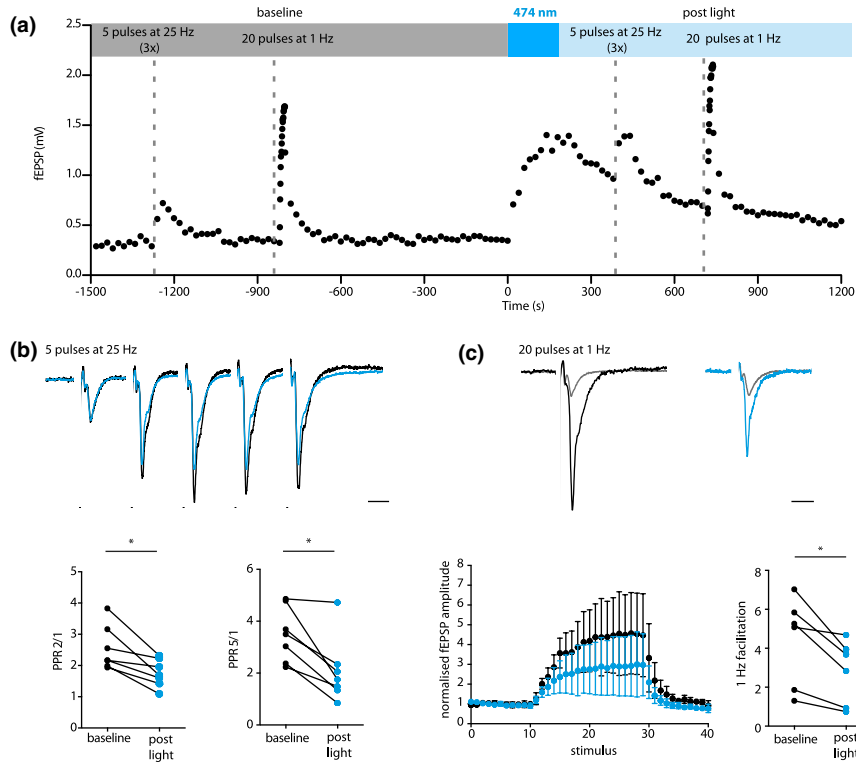 (a)
baseline
474 nm
post light
5 pulses at 25 Hz
(3x)
20 pulses at 1 Hz
5 pulses at 25 Hz
(3x)
20 pulses at 1 Hz
fEPSP (mV)
2.5
2.0
1.5
1.0
0.5
0.0
-1500
-1200
-900
-600
-300
0
300
600
900
1200
Time (s)
(b)
5 pulses at 25 Hz
(c)
20 pulses at 1 Hz
*
PPR 2/1
5
4
3
2
1
0
baseline
post
light
*
PPR 5/1
6
4
2
0
baseline
post
light
normalised fEPSP amplitude
8
7
6
5
4
3
2
1
0
10
20
30
40
stimulus
*
1 Hz facilitation
8
6
4
2
0
baseline
post
light